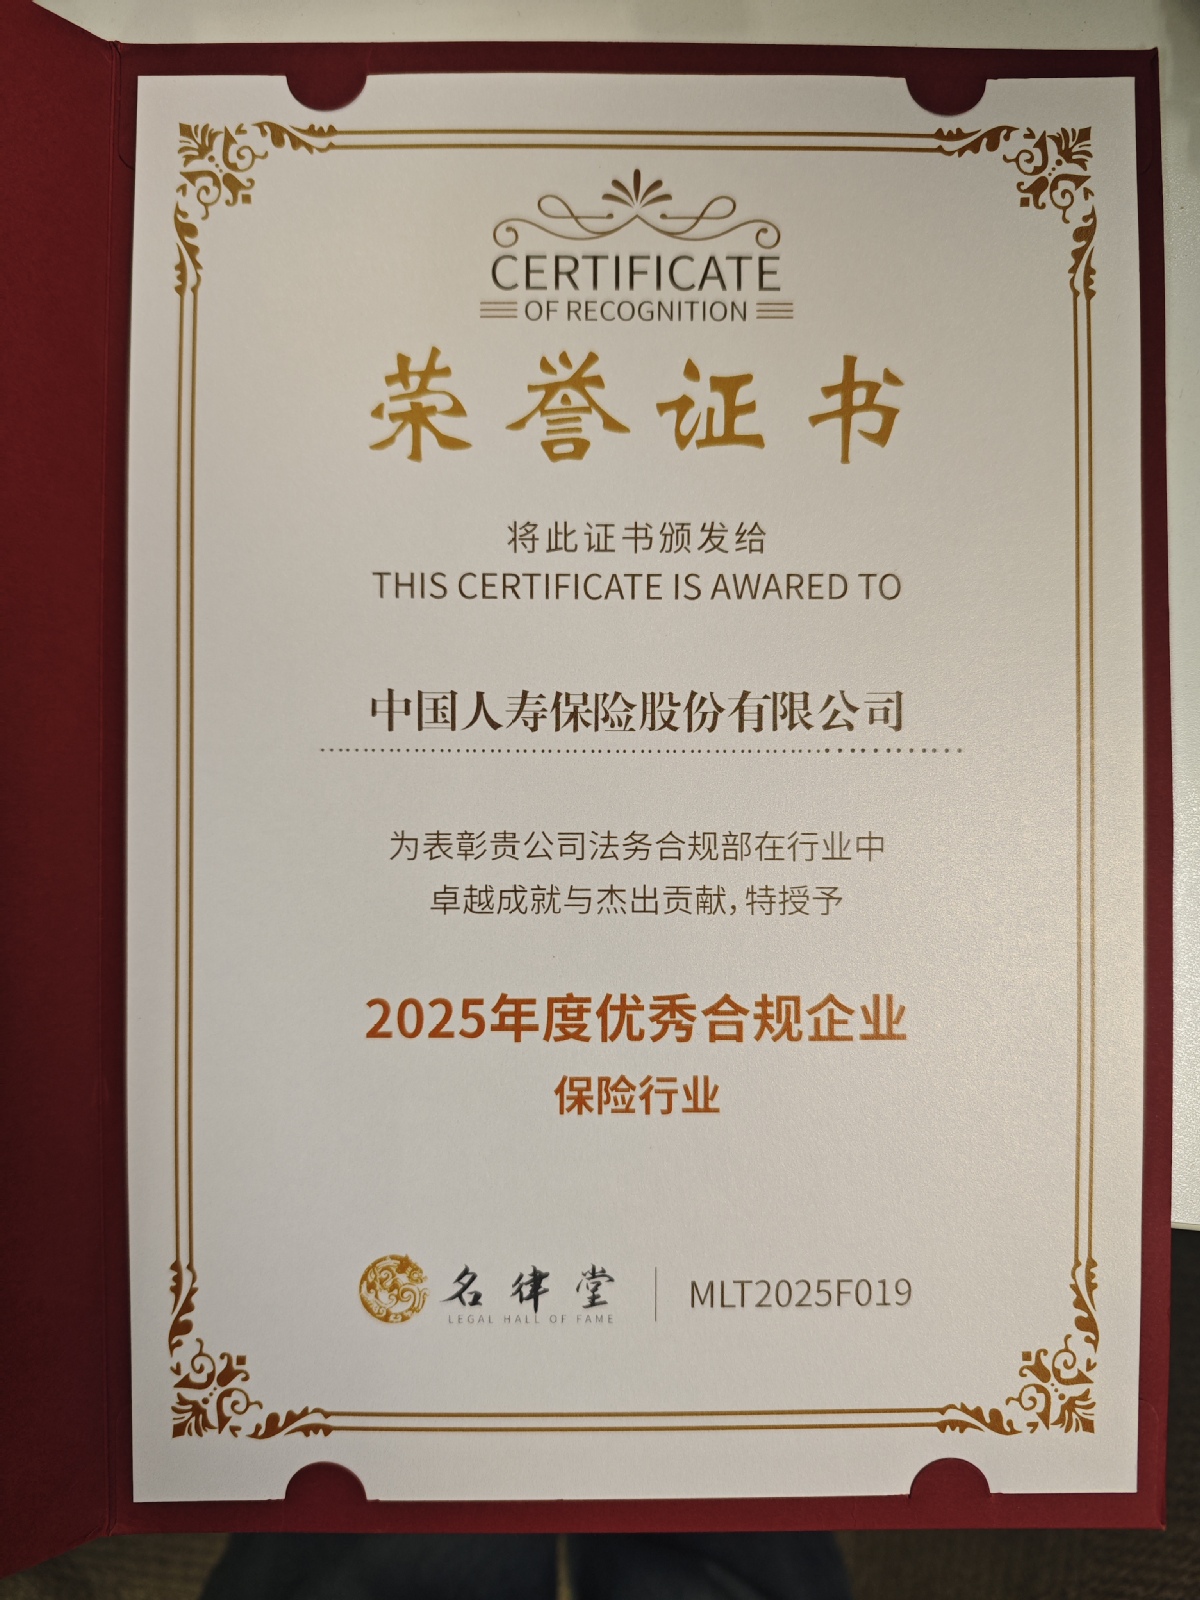 CERTIFICATE
OF RECOGNITION
荣誉证书
将此证书颁发给
THIS CERTIFICATE IS AWARED TO
中国人寿保险股份有限公司
为表彰贵公司法务合规部在行业中
卓越成就与杰出贡献，特授予
2025年度优秀合规企业
保险行业
名律堂
LEGAL HALL OF FAME
MLT2025F019